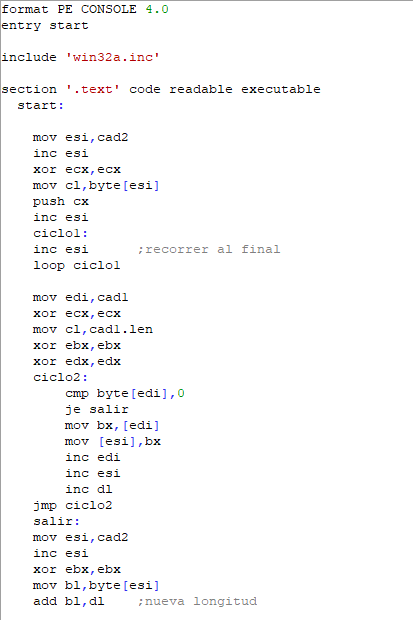 format PE CONSOLE 4.0
entry start
include 'win32a.inc'
section '.text' code readable executable
start:
mov esi,cad2
inc esi
xor ecx,ecx
mov cl,byte[esi]
push cx
inc esi
ciclo1:
inc esi ;recorrer al final
loop ciclo1
mov edi,cad1
xor ecx,ecx
mov cl,cad1.len
xor ebx,ebx
xor edx,edx
ciclo2:
cmp byte[edi],0
je salir
mov bx,[edi]
mov [esi],bx
inc edi
inc esi
inc dl
jmp ciclo2
salir:
mov esi,cad2
inc esi
xor ebx,ebx
mov bl,byte[esi]
add bl,dl ;nueva longitud